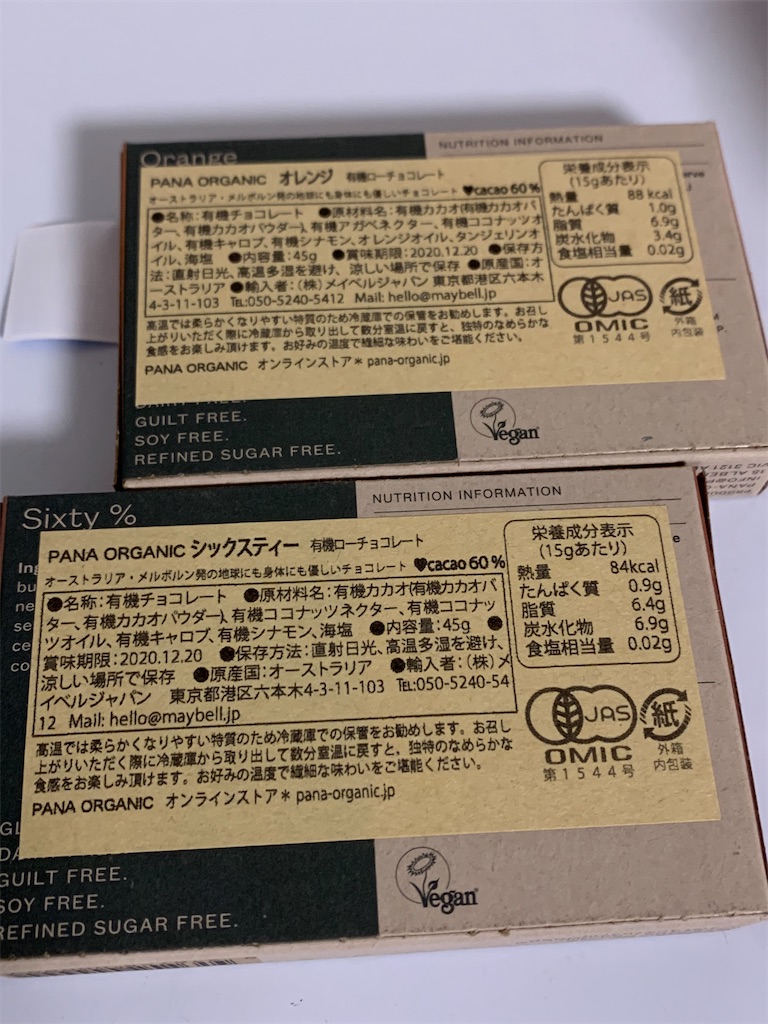 Orange
NUTRITION INFORMATION
PANA ORGANIC オレンジ 有機ローチョコレート
オーストラリア・メルボルン発の地球にも身体にも優しいチョコレート ♥cacao 60%
●名称:有機チョコレート ●原材料名:有機カカオ(有機カカオバ
ター、有機カカオパウダー)、有機アガベネクター、有機ココナッツオ
イル、有機キャロブ、有機シナモン、オレンジオイル、タンジェリンオ
イル、海塩 ●内容量:45g ●賞味期限:2020.12.20 ●保存方
法:直射日光、高温多湿を避け、涼しい場所で保存 ●原産国:オ
ーストラリア ●輸入者:(株)メイベルジャパン 東京都港区六本木
4-3-11-103 TEL:050-5240-5412 Mail: hello@maybell.jp
高温では柔らかくなりやすい特質のため冷蔵庫での保管をお勧めします。お召し
上がりいただく際に冷蔵庫から取り出して数分室温に戻すと、独特のなめらかな
食感をお楽しみ頂けます。お好みの温度で繊細な味わいをご堪能ください。
PANA ORGANIC オンラインストア＊ pana-organic.jp
栄養成分表示
(15gあたり)
熱量 88 kcal
たんぱく質 1.0g
脂質 6.9g
炭水化物 3.4g
食塩相当量 0.02g
JAS
OMIC
第1544号
紙
外箱
内包装
GUILT FREE.
SOY FREE.
REFINED SUGAR FREE.
Vegan
Sixty %
NUTRITION INFORMATION
PANA ORGANIC シックスティー 有機ローチョコレート
オーストラリア・メルボルン発の地球にも身体にも優しいチョコレート ♥cacao 60%
●名称:有機チョコレート ●原材料名:有機カカオ(有機カカオバ
ター、有機カカオパウダー)、有機ココナッツネクター、有機ココナッ
ツオイル、有機キャロブ、有機シナモン、海塩 ●内容量:45g ●
賞味期限:2020.12.20 ●保存方法:直射日光、高温多湿を避け、
涼しい場所で保存 ●原産国:オーストラリア ●輸入者:(株)メ
イベルジャパン 東京都港区六本木4-3-11-103 TEL:050-5240-54
12 Mail: hello@maybell.jp
高温では柔らかくなりやすい特質のため冷蔵庫での保管をお勧めします。お召し
上がりいただく際に冷蔵庫から取り出して数分室温に戻すと、独特のなめらかな
食感をお楽しみ頂けます。お好みの温度で繊細な味わいをご堪能ください。
PANA ORGANIC オンラインストア＊ pana-organic.jp
栄養成分表示
(15gあたり)
熱量 84kcal
たんぱく質 0.9g
脂質 6.4g
炭水化物 6.9g
食塩相当量 0.02g
JAS
OMIC
第1544号
紙
外箱
内包装
GUILT FREE.
SOY FREE.
REFINED SUGAR FREE.
Vegan